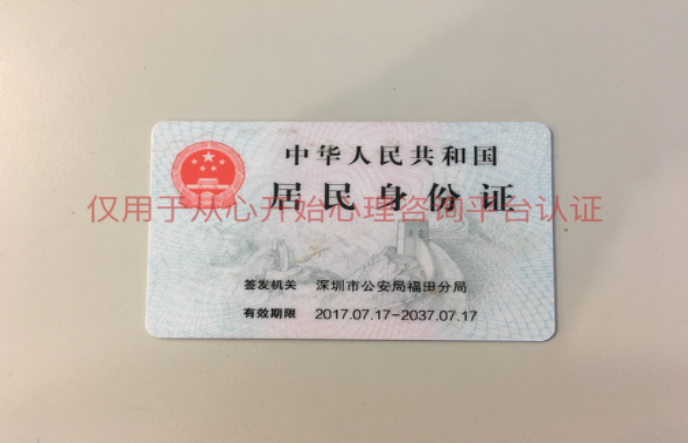 中华人民共和国
居民身份证
仅用于从心开始心理咨询平台认证
签发机关 深圳市公安局福田分局
有效期限 2017.07.17-2037.07.17